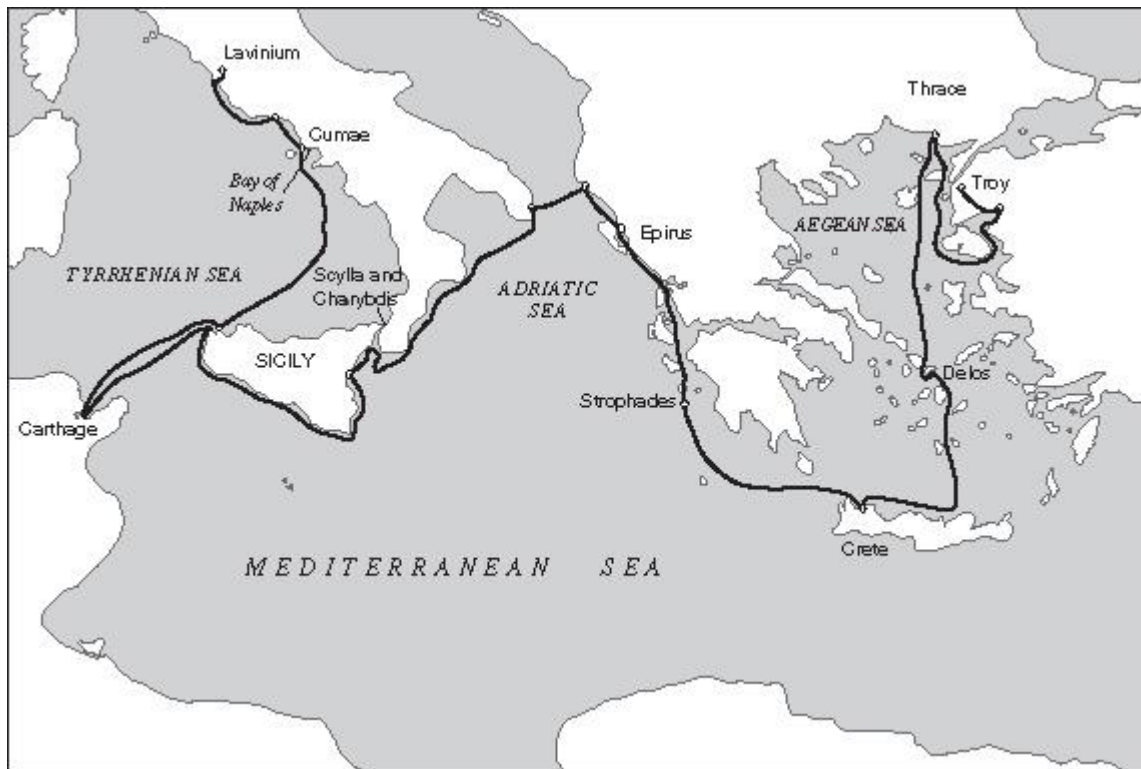 Lavinium
Thrace
Cumae
Bay of
Naples
Troy
AEGEAN SEA
Epirus
TYRRHENIAN SEA
Scylla and
Charybdis
ADRIATIC
SEA
SICILY
Delos
Strophades
Carthage
Crete
MEDITERRANEAN SEA